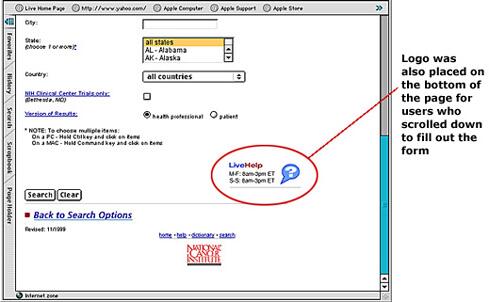 Live Home Page
http://www.yahoo.com/
Apple Computer
Apple Support
Apple Store
Favorites
History
Search
Scrapbook
Page Holder
City:
State:
(choose 1 or more)*
all states
AL - Alabama
AK - Alaska
Country:
all countries
NIH Clinical Center Trials only:
(Bethesda, MD)
Version of Results:
health professional
patient
* NOTE: To choose multiple items:
On a PC - Hold Ctrl key and click on items
On a MAC - Hold Command key and click on items
LiveHelp
M-F: 8am-3pm ET
S-S: 8am-3pm ET
?
Search
Clear
Back to Search Options
Revised: 11/1999
home - help - dictionary - search
NATIONAL
CANCER
INSTITUTE
Internet zone
Logo was
also placed on
the bottom of
the page for
users who
scrolled down
to fill out the
form